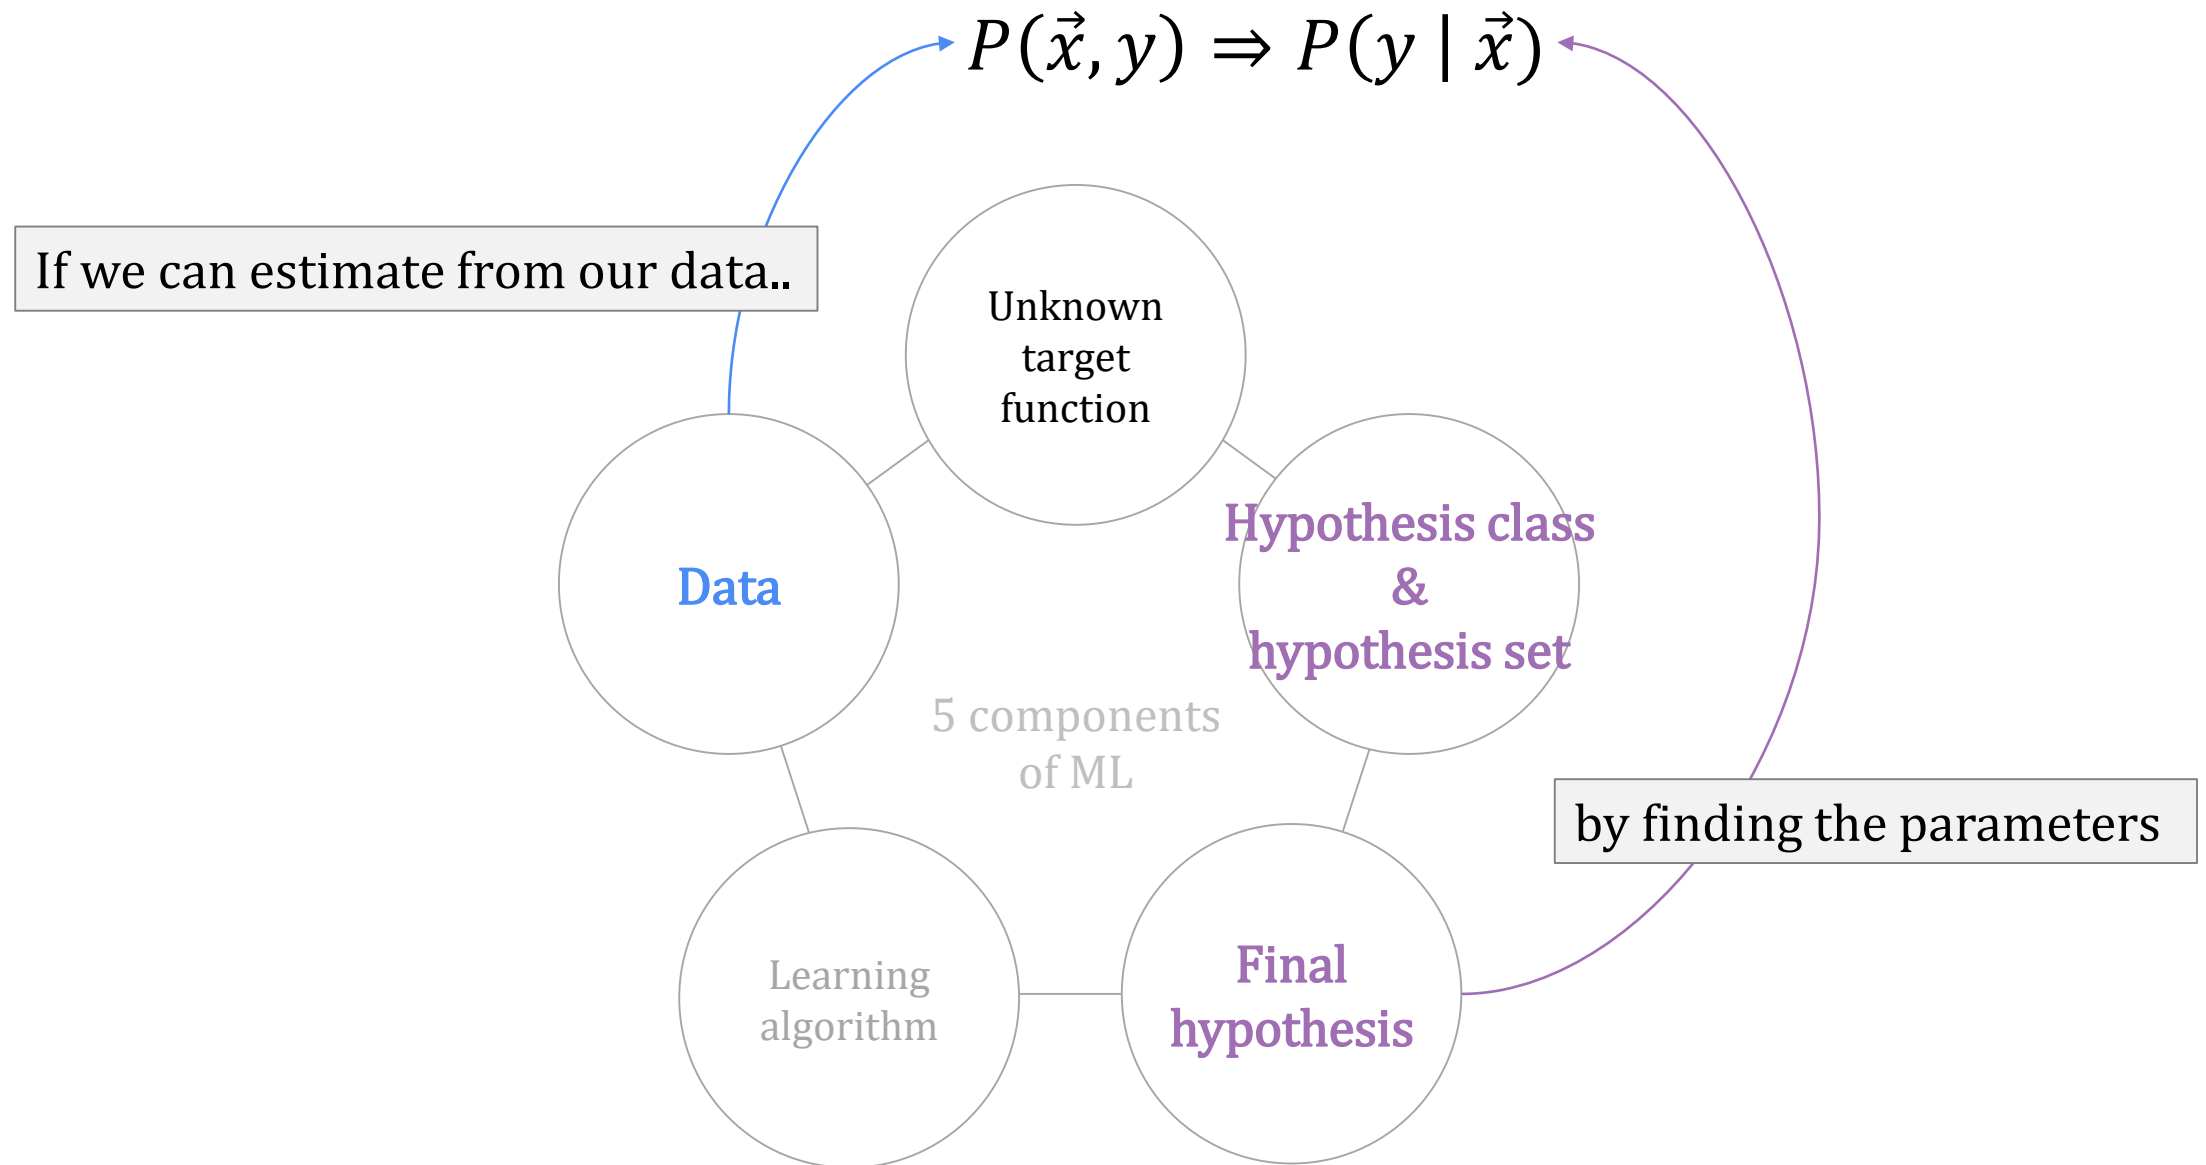 P(x⃗, y) ⇒ P(y | x⃗)
If we can estimate from our data..
Unknown
target
function
Data
Hypothesis class
&
hypothesis set
5 components
of ML
by finding the parameters
Learning
algorithm
Final
hypothesis